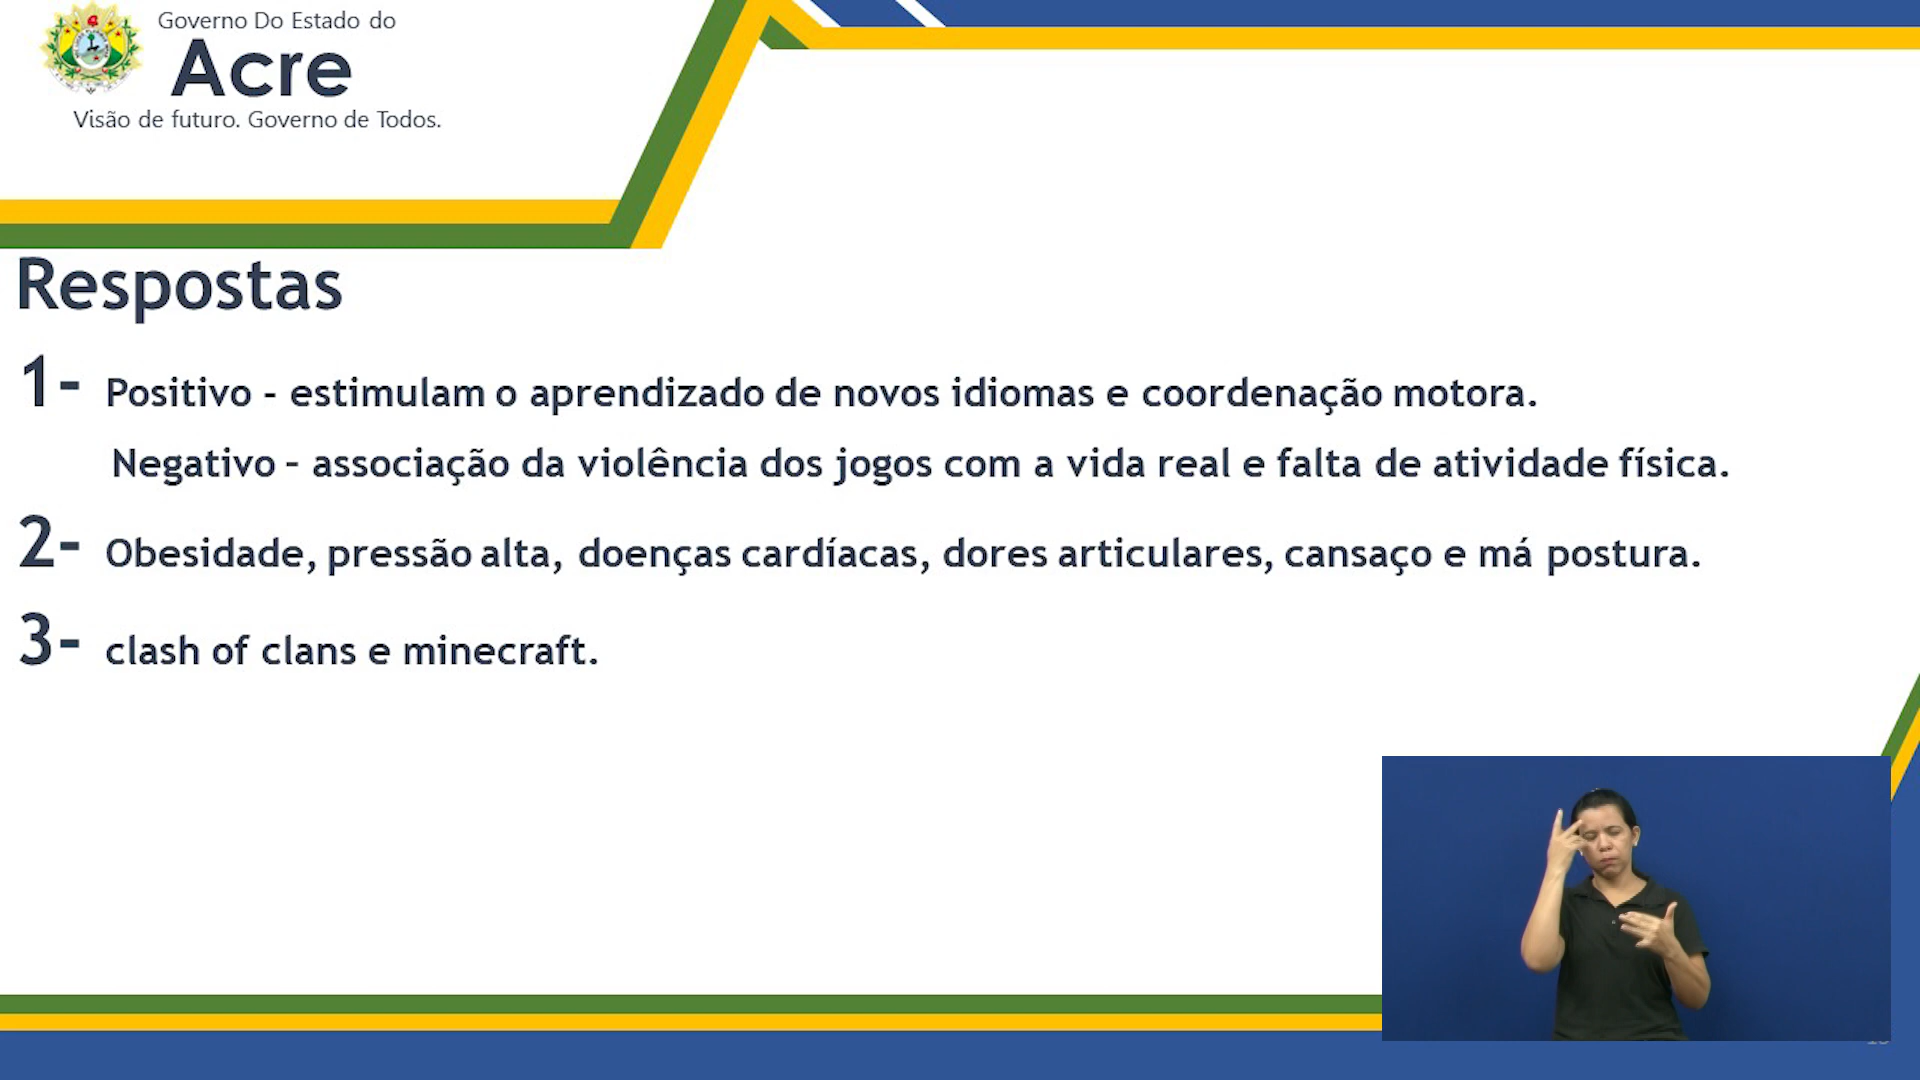 Governo Do Estado do
Acre
Visão de futuro. Governo de Todos.
Respostas
1- Positivo - estimulam o aprendizado de novos idiomas e coordenação motora.
Negativo – associação da violência dos jogos com a vida real e falta de atividade física.
2- Obesidade, pressão alta, doenças cardíacas, dores articulares, cansaço e má postura.
3- clash of clans e minecraft.